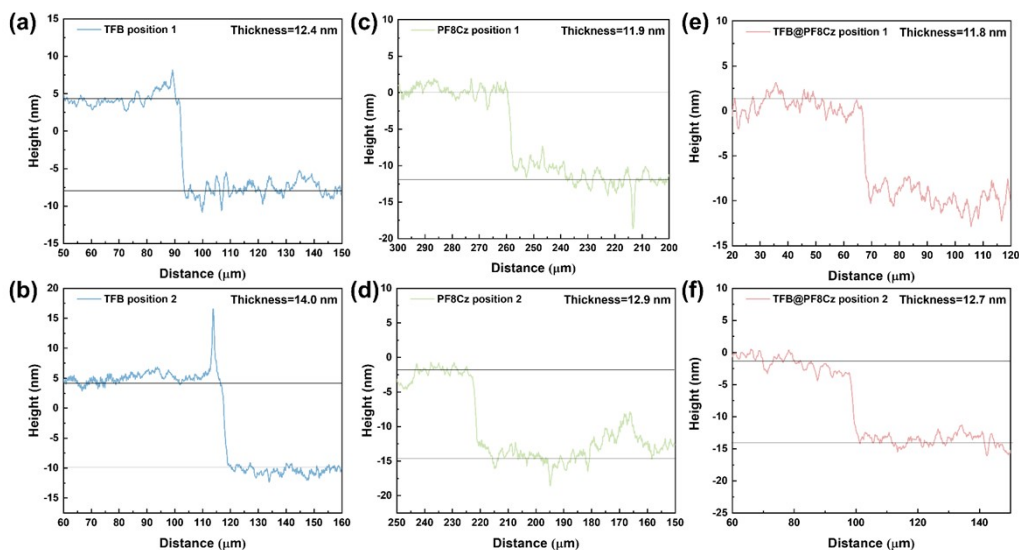 (a)
TFB position 1
Thickness=12.4 nm
Height (nm)
15
10
5
0
-5
-10
-15
50 60 70 80 90 100 110 120 130 140 150
Distance (μm)
(c)
PF8Cz position 1
Thickness=11.9 nm
Height (nm)
10
5
0
-5
-10
-15
-20
300 290 280 270 260 250 240 230 220 210 200
Distance (μm)
(e)
TFB@PF8Cz position 1
Thickness=11.8 nm
Height (nm)
10
5
0
-5
-10
-15
20 30 40 50 60 70 80 90 100 110 120
Distance (μm)
(b)
TFB position 2
Thickness=14.0 nm
Height (nm)
20
15
10
5
0
-5
-10
-15
60 70 80 90 100 110 120 130 140 150 160
Distance (μm)
(d)
PF8Cz position 2
Thickness=12.9 nm
Height (nm)
10
5
0
-5
-10
-15
-20
-25
250 240 230 220 210 200 190 180 170 160 150
Distance (μm)
(f)
TFB@PF8Cz position 2
Thickness=12.7 nm
Height (nm)
10
5
0
-5
-10
-15
-20
-25
60 80 100 120 140
Distance (μm)